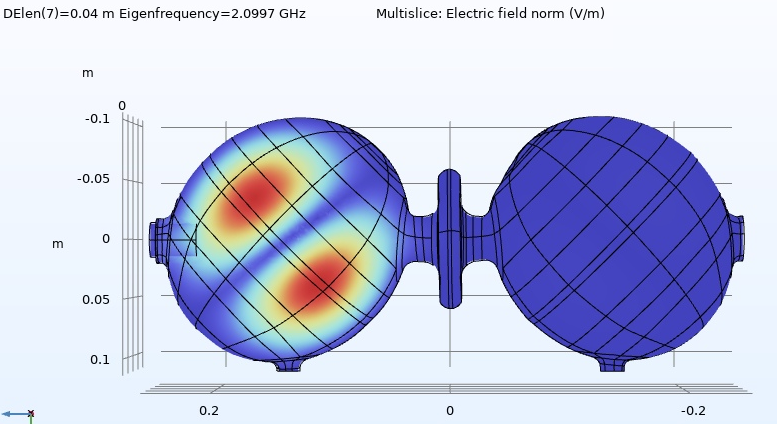 DElen(7)=0.04 m Eigenfrequency=2.0997 GHz Multislice: Electric field norm (V/m)
m
0
-0.1
-0.05
m 0
0.05
0.1
0.2 0 -0.2
x